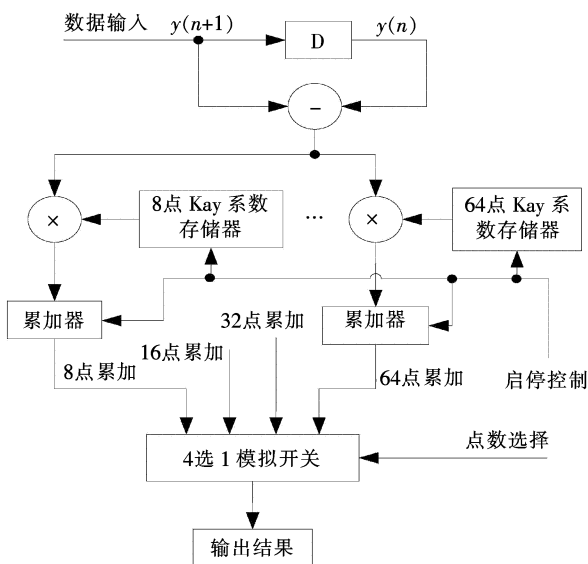 数据输入 y(n+1) D y(n)
−
× 8点 Kay 系数存储器 … × 64点 Kay 系数存储器
累加器 32点累加 累加器
16点累加
8点累加 64点累加 启停控制
点数选择
4选1模拟开关
输出结果